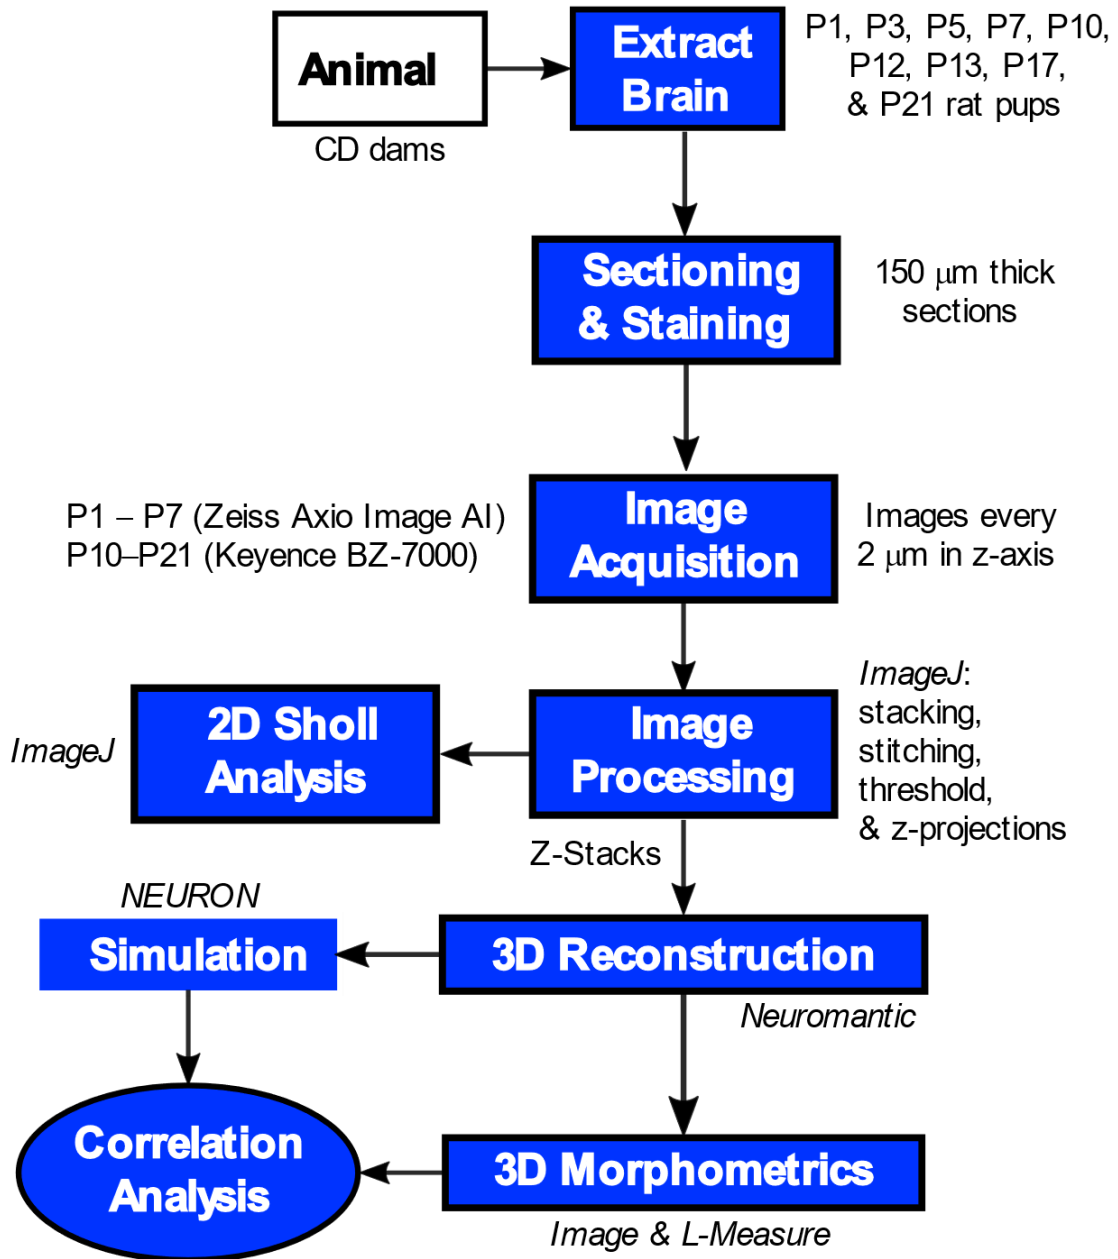 Animal
CD dams
Extract
Brain
P1, P3, P5, P7, P10,
P12, P13, P17,
& P21 rat pups
Sectioning
& Staining
150 μm thick
sections
P1 – P7 (Zeiss Axio Image AI)
P10–P21 (Keyence BZ-7000)
Image
Acquisition
Images every
2 μm in z-axis
ImageJ
2D Sholl
Analysis
Image
Processing
ImageJ:
stacking,
stitching,
threshold,
& z-projections
Z-Stacks
NEURON
Simulation
3D Reconstruction
Neuromantic
Correlation
Analysis
3D Morphometrics
Image & L-Measure